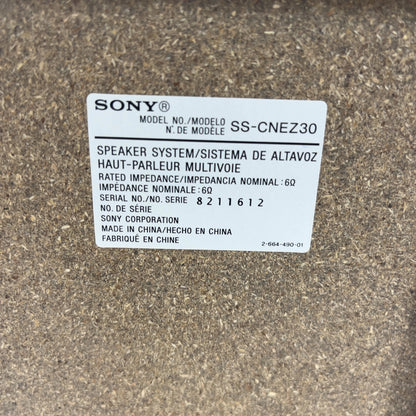 SONY®
MODEL NO./MODELO
N°. DE MODÈLE SS-CNEZ30
SPEAKER SYSTEM/SISTEMA DE ALTAVOZ
HAUT-PARLEUR MULTIVOIE
RATED IMPEDANCE/IMPEDANCIA NOMINAL:6Ω
IMPÉDANCE NOMINALE:6Ω
SERIAL NO./NO. SERIE 8211612
NO. DE SÉRIE
SONY CORPORATION
MADE IN CHINA/HECHO EN CHINA
FABRIQUÉ EN CHINE
2-664-490-01